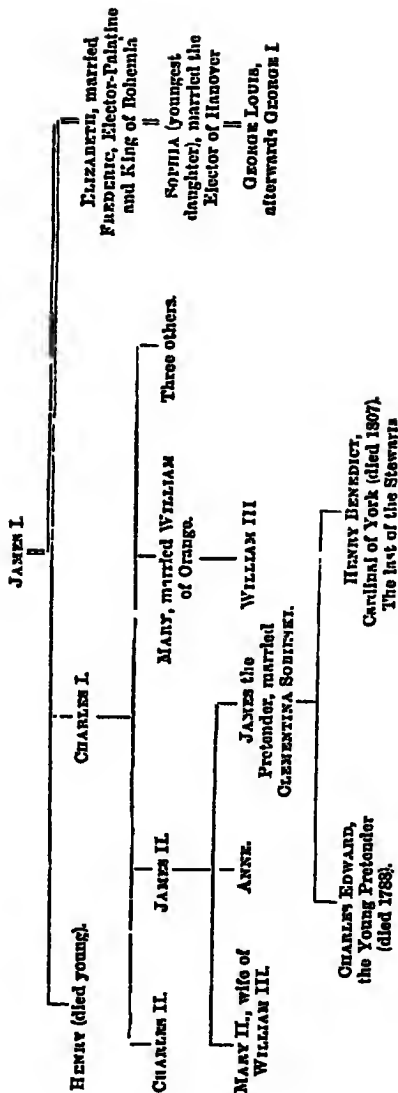 JAMES I.
HENRY (died young).
CHARLES I.
ELIZABETH, married
FREDERIC, Elector-Palatine
and King of Bohemia
CHARLES II.
JAMES II.
MARY, married WILLIAM
of Orange.
Three others.
SOPHIA (youngest
daughter), married the
Elector of Hanover
MARY II., wife of
WILLIAM III.
ANNE.
JAMES the
Pretender, married
CLEMENTINA SOBIESKI.
WILLIAM III
GEORGE LOUIS,
afterwards GEORGE I.
CHARLES EDWARD,
the Young Pretender
(died 1788).
HENRY BENEDICT,
Cardinal of York (died 1807).
The last of the Stewarts